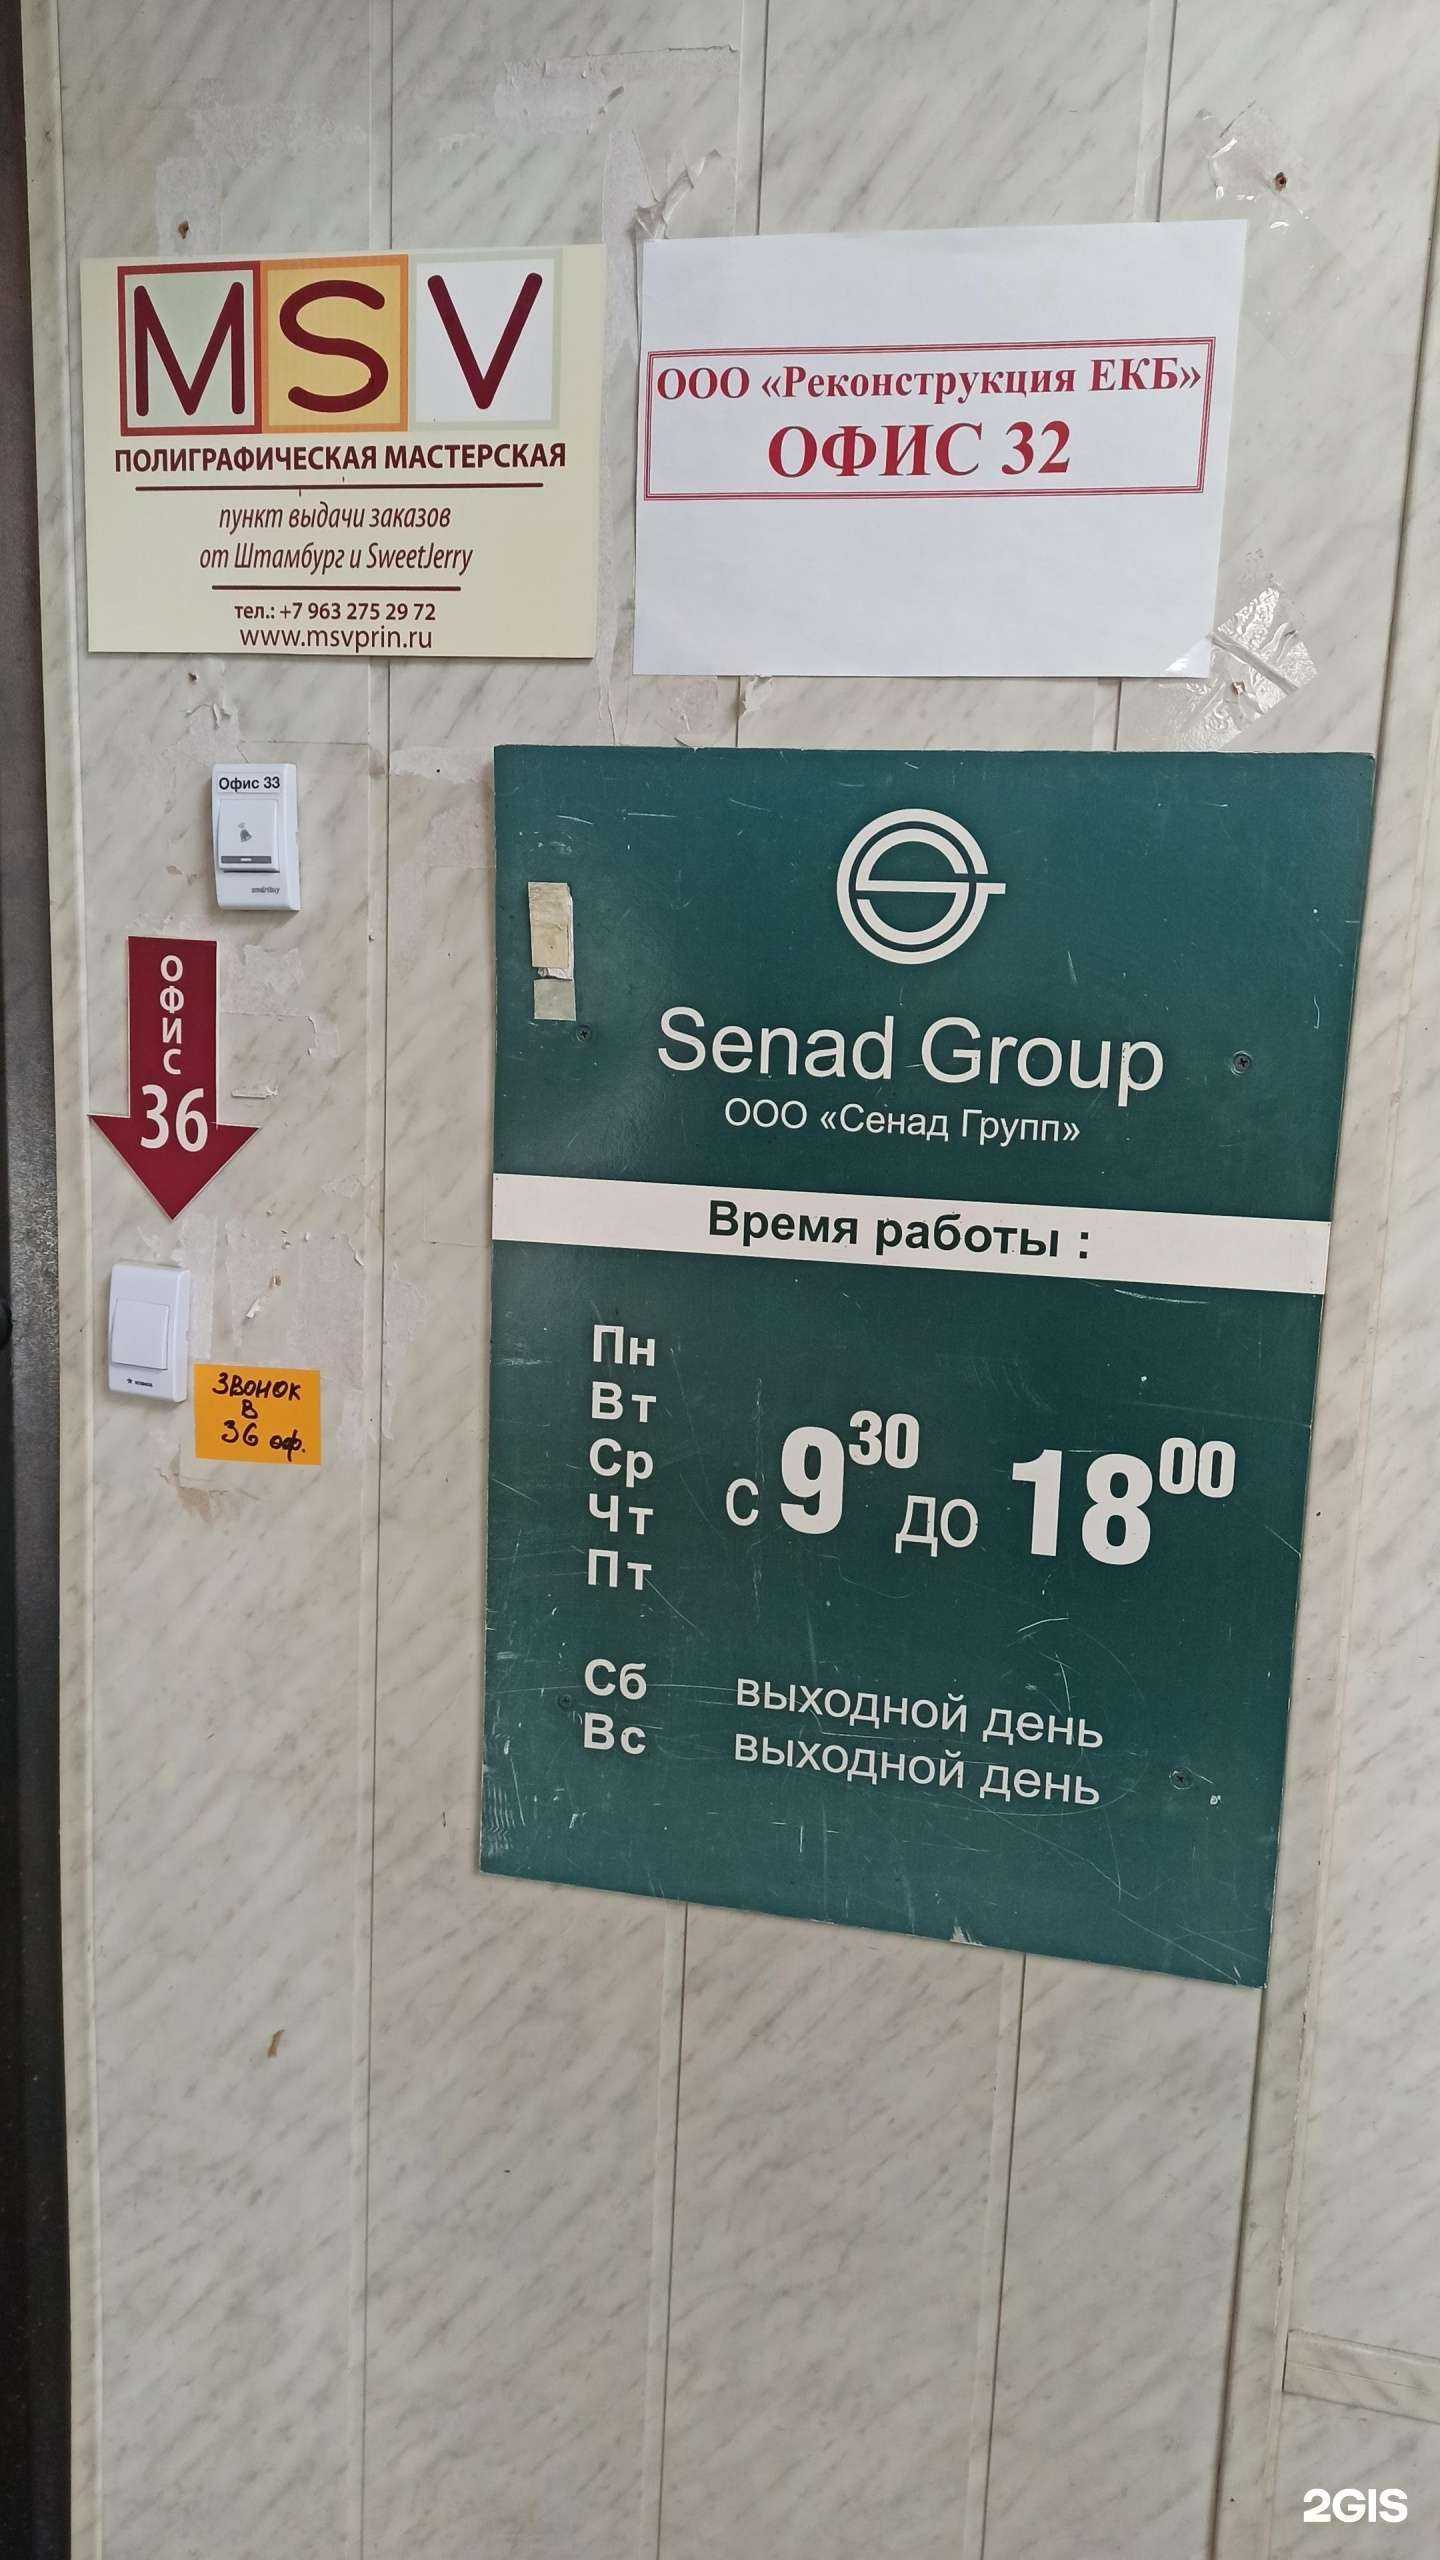 MSV
ПОЛИГРАФИЧЕСКАЯ МАСТЕРСКАЯ
пункт выдачи заказов
от Штамбург и SweetJerry
тел.: +7 963 275 29 72
www.msvprin.ru
ООО «Реконструкция ЕКБ»
ОФИС 32
Офис 33
smartbuy
ОФИС
36
ЗВОНОК
В
36 оф.
Senad Group
ООО «Сенад Групп»
Время работы :
Пн
Вт
Ср
Чт
Пт
с 9 30 до 18 00
Сб выходной день
Вс выходной день
2GIS